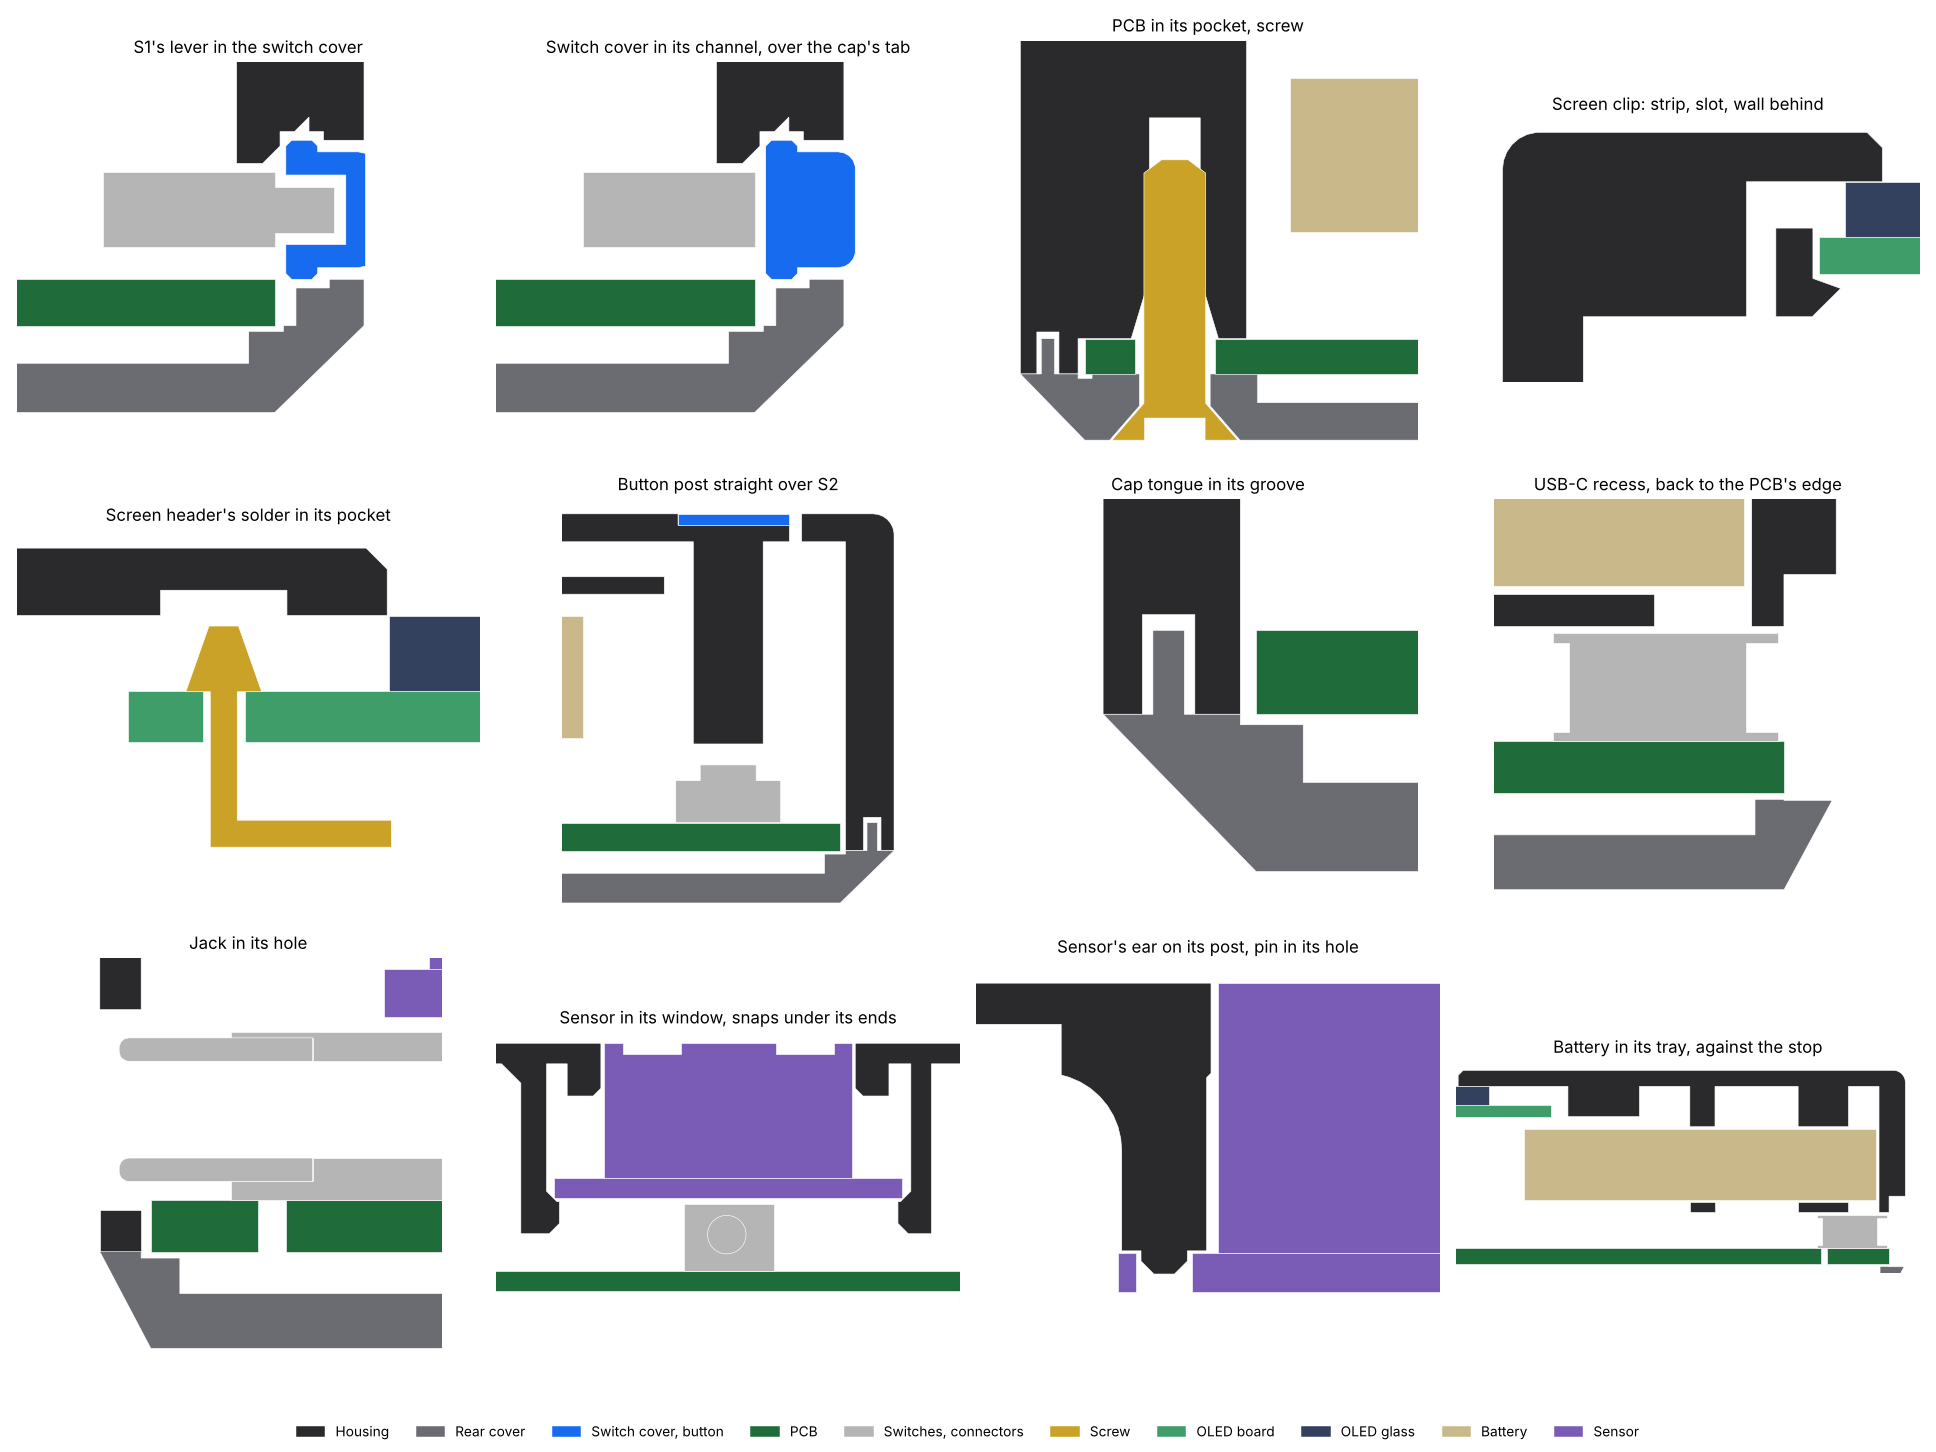 S1's lever in the switch cover
Switch cover in its channel, over the cap's tab
PCB in its pocket, screw
Screen clip: strip, slot, wall behind
Screen header's solder in its pocket
Button post straight over S2
Cap tongue in its groove
USB-C recess, back to the PCB's edge
Jack in its hole
Sensor in its window, snaps under its ends
Sensor's ear on its post, pin in its hole
Battery in its tray, against the stop
Housing
Rear cover
Switch cover, button
PCB
Switches, connectors
Screw
OLED board
OLED glass
Battery
Sensor